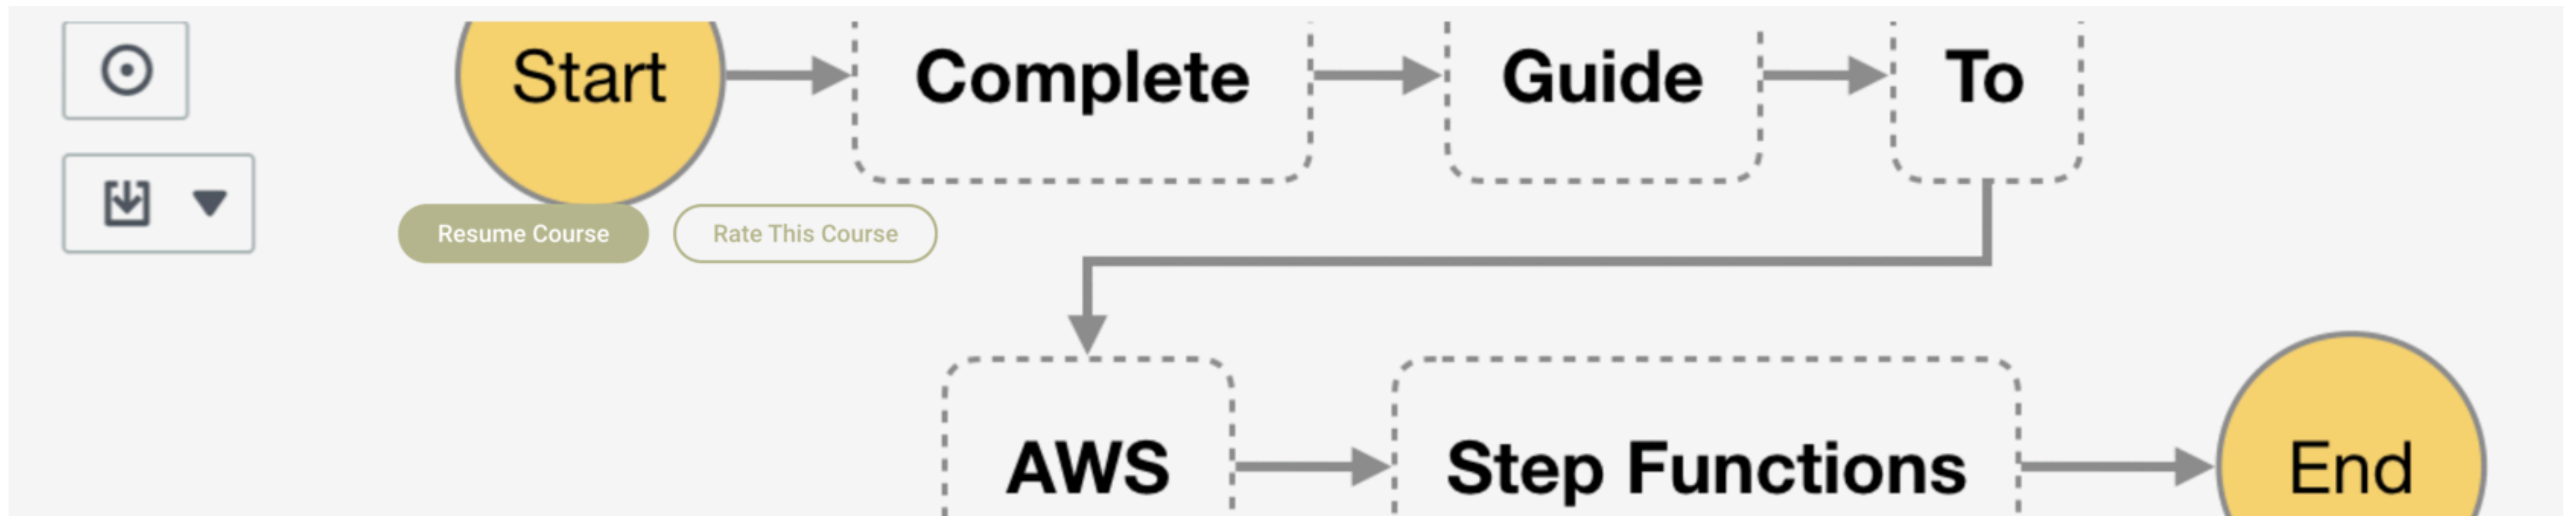 Start Complete Guide To
Resume Course Rate This Course
AWS Step Functions End